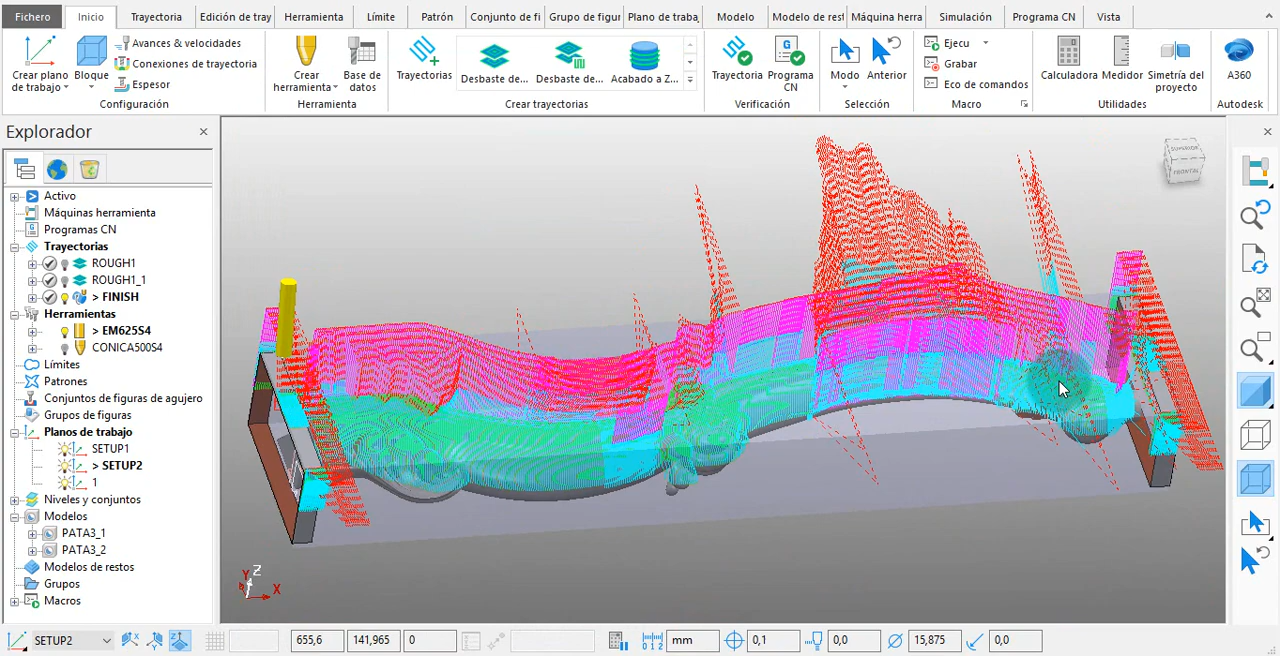 Fichero Inicio Trayectoria Edición de tray Herramienta Límite Patrón Conjunto de fi Grupo de figur Plano de traba Modelo Modelo de rest Máquina herra Simulación Programa CN Vista
Crear plano de trabajo
Bloque
Avances & velocidades
Conexiones de trayectoria
Espesor
Configuración
Crear herramienta
Base de datos
Herramienta
Trayectorias
Desbaste de...
Desbaste de...
Acabado a Z...
Crear trayectorias
Trayectoria
Programa CN
Verificación
Modo
Anterior
Selección
Ejecu
Grabar
Eco de comandos
Macro
Calculadora
Medidor
Simetría del proyecto
Utilidades
A360
Autodesk
Explorador
Activo
Máquinas herramienta
Programas CN
Trayectorias
ROUGH1
ROUGH1_1
> FINISH
Herramientas
> EM625S4
CONICA500S4
Límites
Patrones
Conjuntos de figuras de agujero
Grupos de figuras
Planos de trabajo
SETUP1
> SETUP2
1
Niveles y conjuntos
Modelos
PATA3_1
PATA3_2
Modelos de restos
Grupos
Macros
SUPERIOR
FRONTAL
Z
Y
X
SETUP2
655,6
141,965
0
mm
0,1
0,0
15,875
0,0